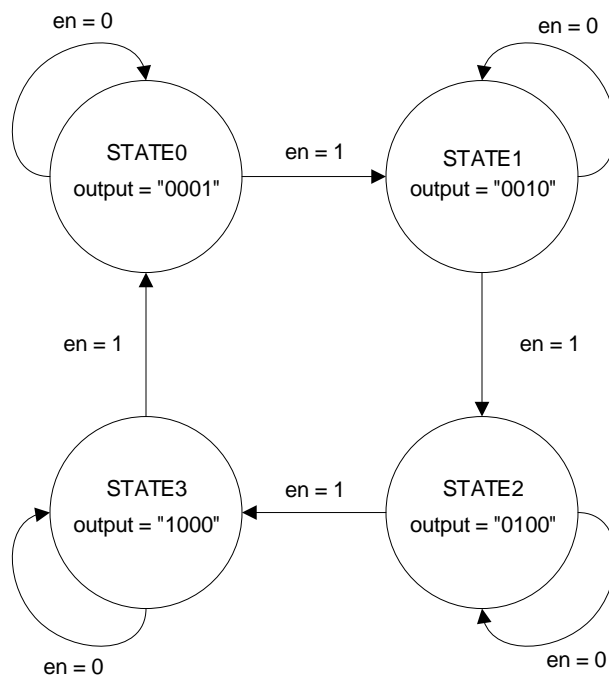 en = 0
en = 0
STATE0
output = "0001"
en = 1
STATE1
output = "0010"
en = 1
en = 1
STATE3
output = "1000"
en = 1
STATE2
output = "0100"
en = 0
en = 0